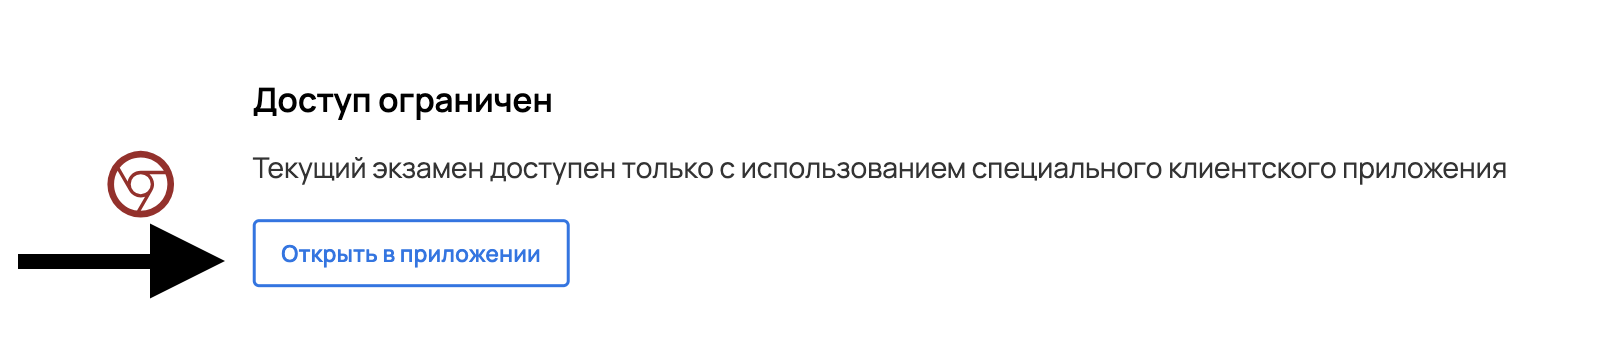 Доступ ограничен
Текущий экзамен доступен только с использованием специального клиентского приложения
Открыть в приложении